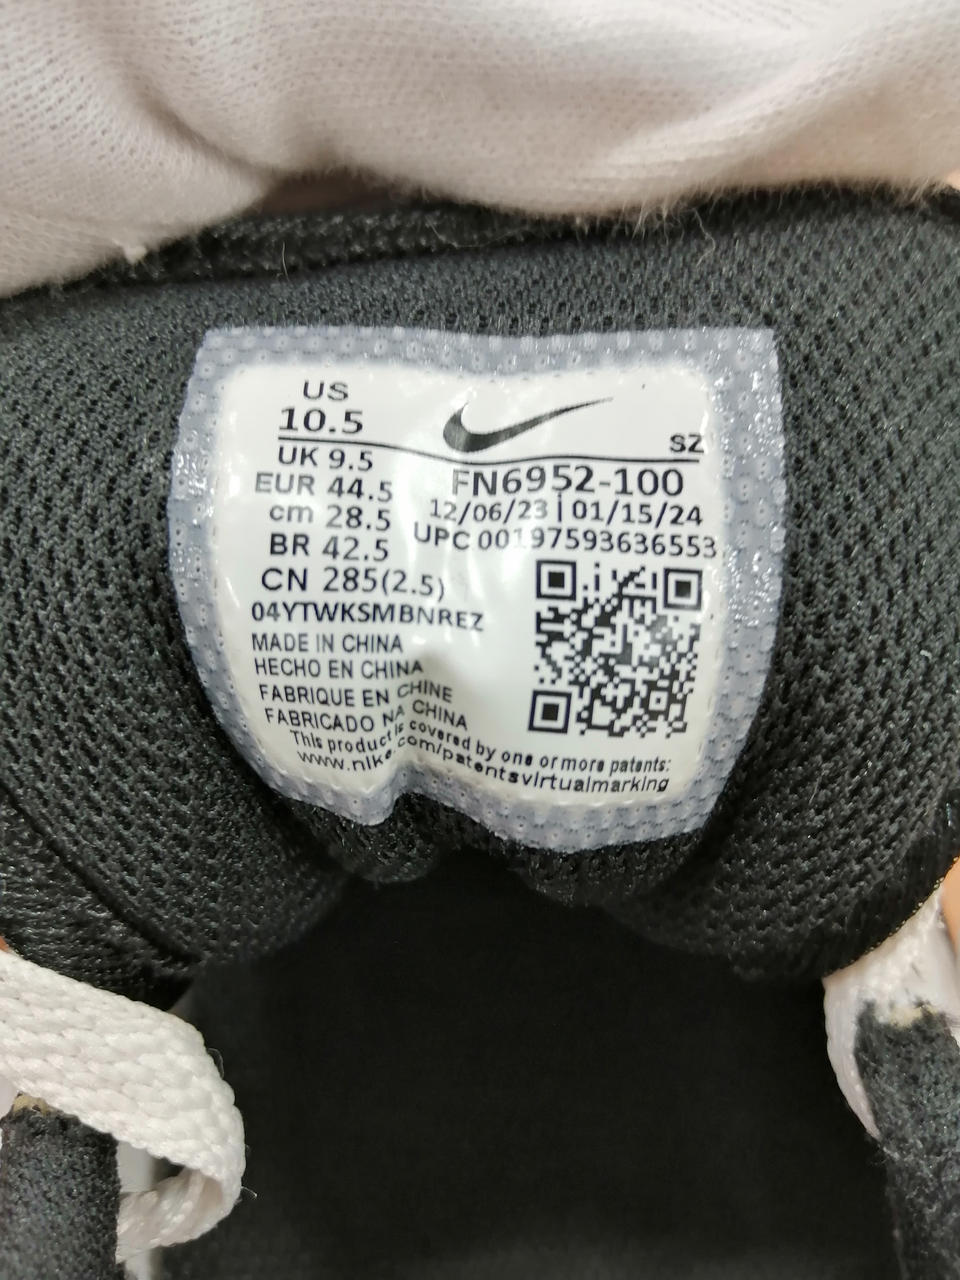 US
10.5
SZ
UK 9.5
EUR 44.5
cm 28.5
BR 42.5
CN 285(2.5)
FN6952-100
12/06/23 | 01/15/24
UPC 00197593636553
04YTWKSMBNREZ
MADE IN CHINA
HECHO EN CHINA
FABRIQUE EN CHINE
FABRICADO NA CHINA
This product is covered by one or more patents:
www.nike.com/patentsvirtualmarking